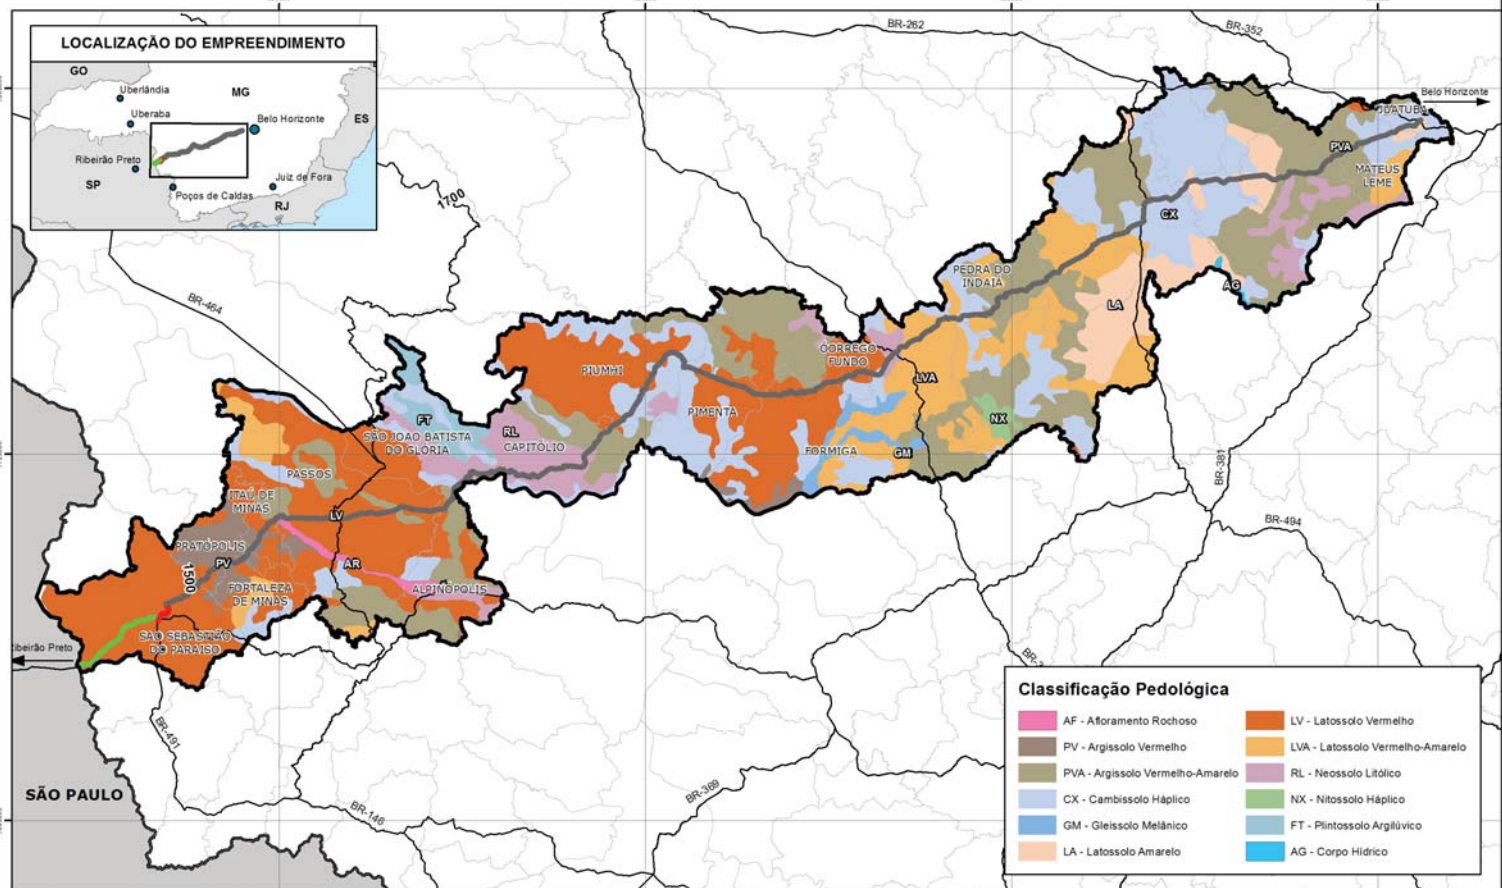 LOCALIZAÇÃO DO EMPREENDIMENTO
GO
Uberlândia
MG
Uberaba
Belo Horizonte
ES
Ribeirão Preto
SP
Juiz de Fora
Poços de Caldas
RJ
BR-262
BR-352
Belo Horizonte
JUATUBA
PVA
MATEUS
LEME
1700
CX
PEDRA DO
INDAIÁ
AG
BR-464
LA
CÓRREGO
FUNDO
PIUMHI
LVA
PIMENTA
FT
RL
NX
SÃO JOÃO BATISTA
DO GLÓRIA
CAPITÓLIO
FORMIGA
GM
PASSOS
BR-381
ITAÚ DE
MINAS
LV
BR-494
PRATÓPOLIS
PV
AR
1500
FORTALEZA
DE MINAS
ALPINÓPOLIS
SÃO SEBASTIÃO
DO PARAÍSO
ibeirão Preto
BR-491
SÃO PAULO
BR-369
BR-146
Classificação Pedológica
AF - Afloramento Rochoso
LV - Latossolo Vermelho
PV - Argissolo Vermelho
LVA - Latossolo Vermelho-Amarelo
PVA - Argissolo Vermelho-Amarelo
RL - Neossolo Litólico
CX - Cambissolo Háplico
NX - Nitossolo Háplico
GM - Gleissolo Melânico
FT - Plintossolo Argilúvico
LA - Latossolo Amarelo
AG - Corpo Hídrico